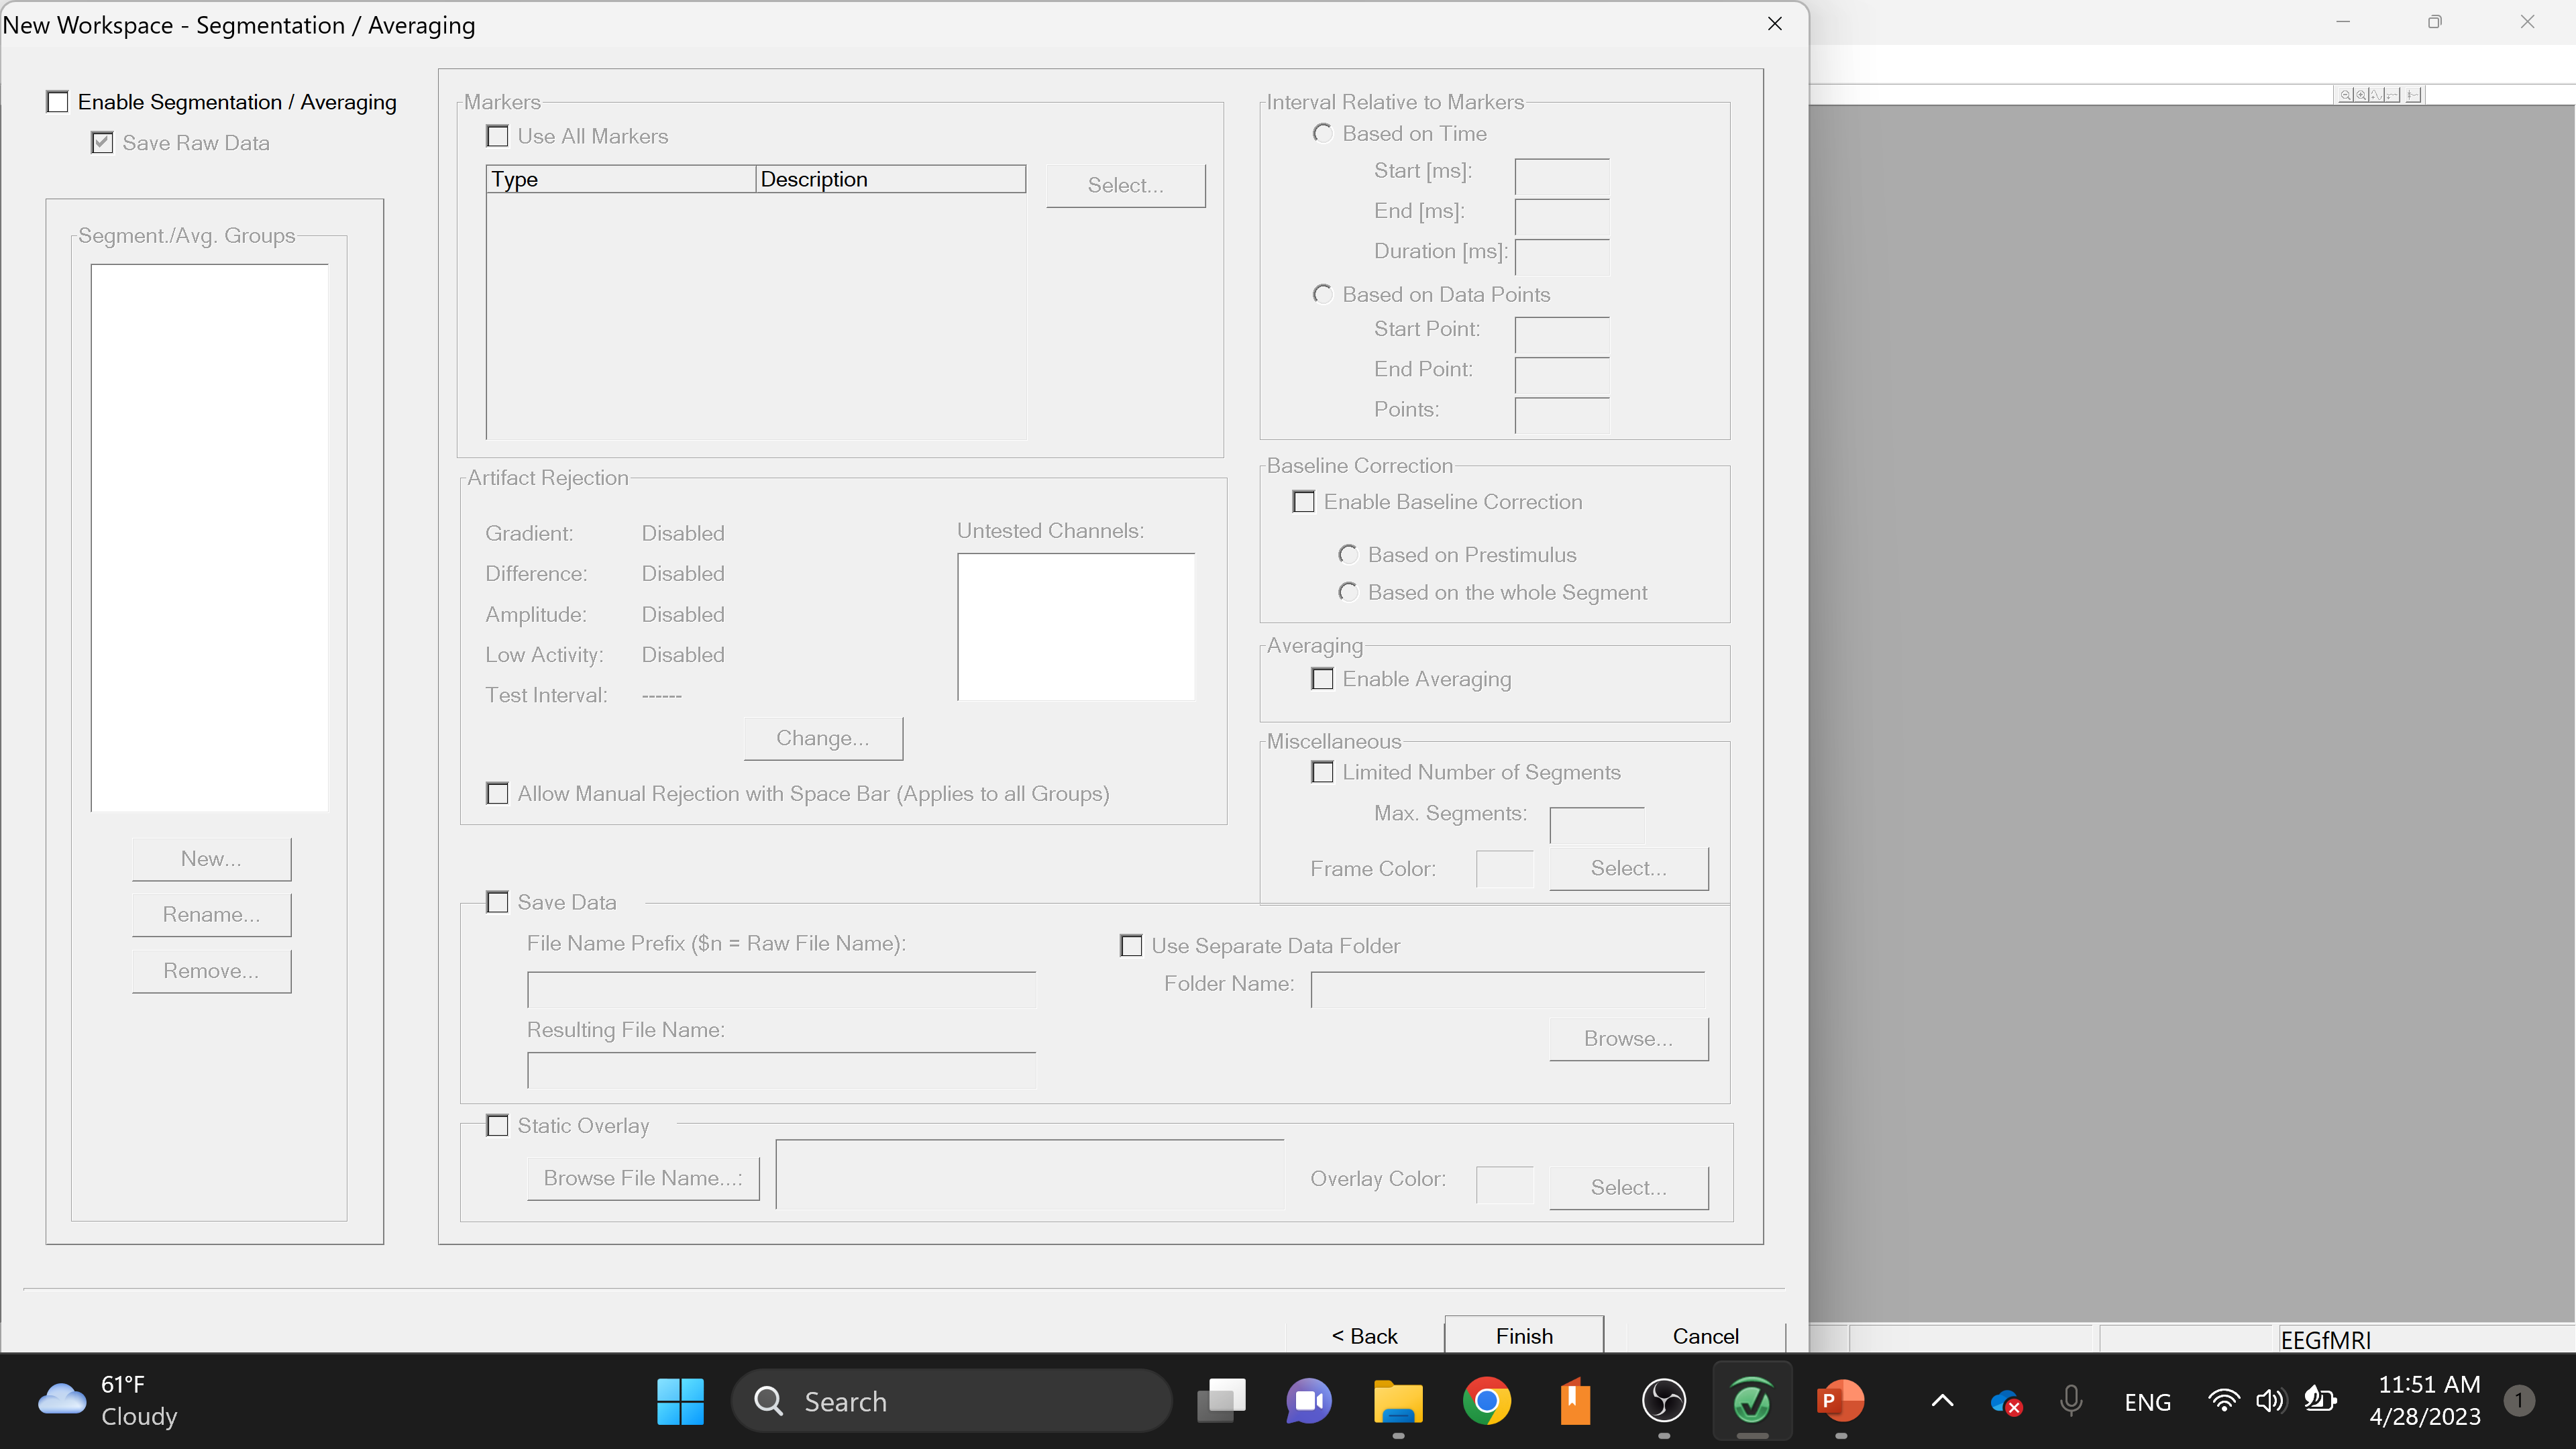 New Workspace - Segmentation / Averaging
Enable Segmentation / Averaging
Save Raw Data
Segment./Avg. Groups
New...
Rename...
Remove...
Markers
Use All Markers
Type Description
Select...
Artifact Rejection
Gradient: Disabled
Difference: Disabled
Amplitude: Disabled
Low Activity: Disabled
Test Interval: ------
Untested Channels:
Change...
Allow Manual Rejection with Space Bar (Applies to all Groups)
Interval Relative to Markers
Based on Time
Start [ms]:
End [ms]:
Duration [ms]:
Based on Data Points
Start Point:
End Point:
Points:
Baseline Correction
Enable Baseline Correction
Based on Prestimulus
Based on the whole Segment
Averaging
Enable Averaging
Miscellaneous
Limited Number of Segments
Max. Segments:
Frame Color: Select...
Save Data
File Name Prefix ($n = Raw File Name):
Resulting File Name:
Use Separate Data Folder
Folder Name:
Browse...
Static Overlay
Browse File Name...:
Overlay Color: Select...
< Back Finish Cancel
EEGfMRI
61°F
Cloudy
Search
P
ENG
11:51 AM
4/28/2023
1